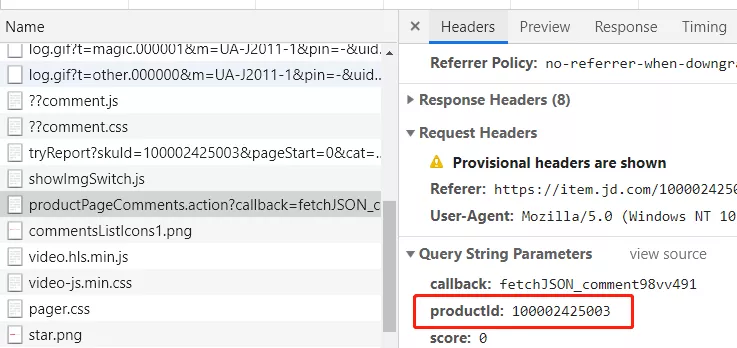 Name
log.gif?t=magic.000001&m=UA-J2011-1&pin=-&uid...
log.gif?t=other.000000&m=UA-J2011-1&pin=-&uid...
??comment.js
??comment.css
tryReport?skuId=100002425003&pageStart=0&cat=...
showImgSwitch.js
productPageComments.action?callback=fetchJSON_c
commentsListIcons1.png
video.hls.min.js
video-js.min.css
pager.css
star.png
× Headers Preview Response Timing
Referrer Policy: no-referrer-when-downgra
Response Headers (8)
Request Headers
Provisional headers are shown
Referer: https://item.jd.com/1000024250
User-Agent: Mozilla/5.0 (Windows NT 10
Query String Parameters view source
callback: fetchJSON_comment98vv491
productId: 100002425003
score: 0